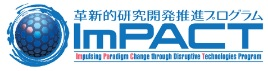 革新的研究開発推進プログラム
ImPACT
Impulsing Paradigm Change through Disruptive Technologies Program